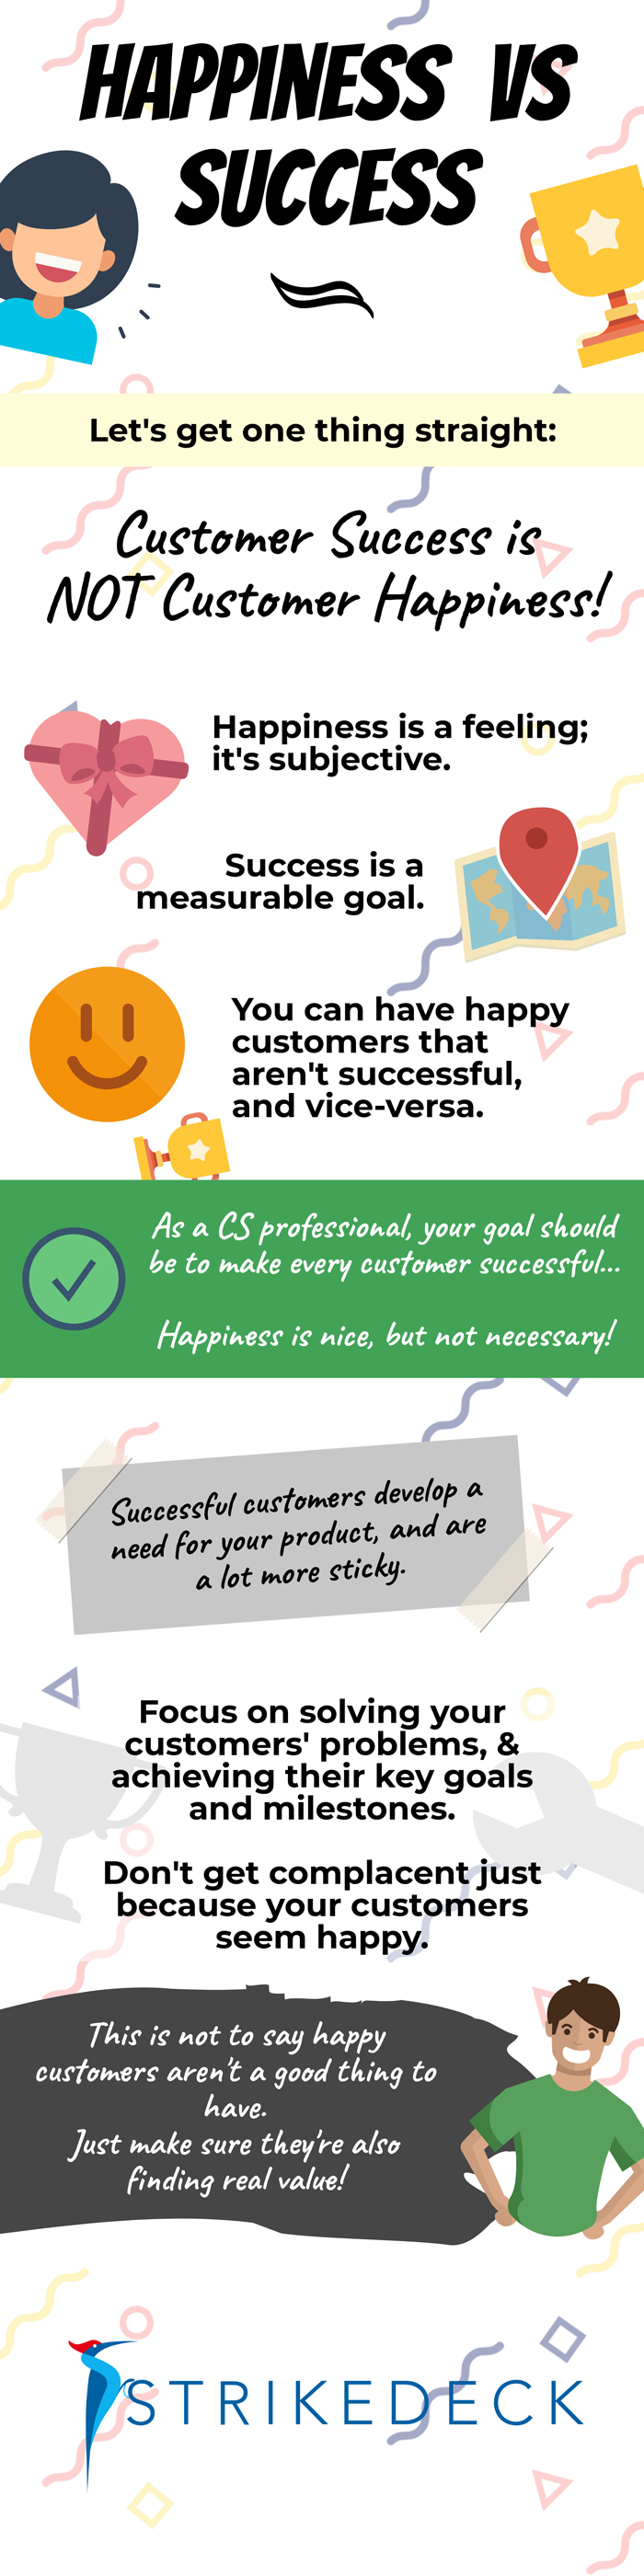 HAPPINESS VS
SUCCESS
Let's get one thing straight:
Customer Success is
NOT Customer Happiness!
Happiness is a feeling;
it's subjective.
Success is a
measurable goal.
You can have happy
customers that
aren't successful,
and vice-versa.
As a CS professional, your goal should
be to make every customer successful...
Happiness is nice, but not necessary!
Successful customers develop a
need for your product, and are
a lot more sticky.
Focus on solving your
customers' problems, &
achieving their key goals
and milestones.
Don't get complacent just
because your customers
seem happy.
This is not to say happy
customers aren't a good thing to
have.
Just make sure they're also
finding real value!
STRIKEDECK